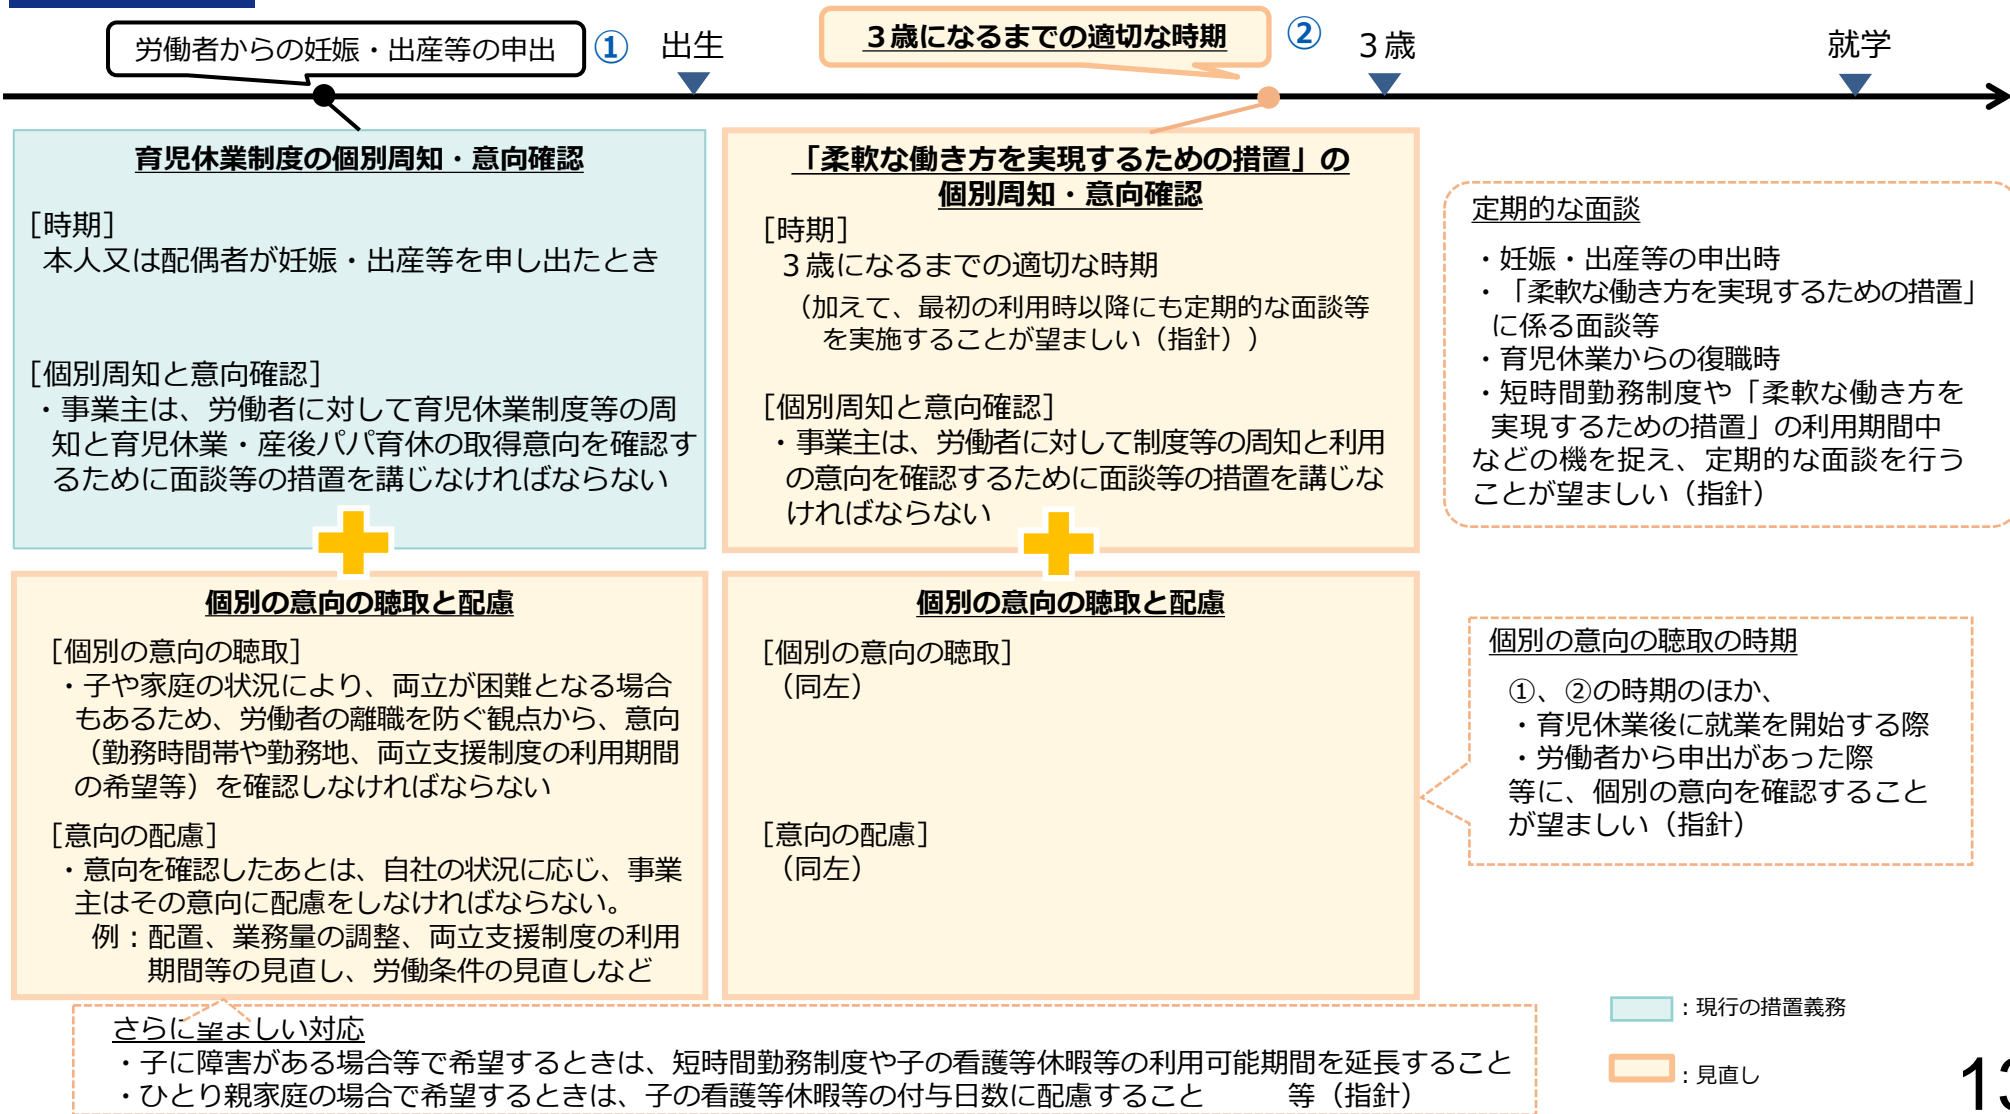 労働者からの妊娠・出産等の申出
①
出生
３歳になるまでの適切な時期
②
３歳
就学
育児休業制度の個別周知・意向確認
［時期］
本人又は配偶者が妊娠・出産等を申し出たとき
［個別周知と意向確認］
・事業主は、労働者に対して育児休業制度等の周
知と育児休業・産後パパ育休の取得意向を確認す
るために面談等の措置を講じなければならない
「柔軟な働き方を実現するための措置」の
個別周知・意向確認
［時期］
３歳になるまでの適切な時期
（加えて、最初の利用時以降にも定期的な面談等
を実施することが望ましい（指針））
［個別周知と意向確認］
・事業主は、労働者に対して制度等の周知と利用
の意向を確認するために面談等の措置を講じな
ければならない
定期的な面談
・妊娠・出産等の申出時
・「柔軟な働き方を実現するための措置」
に係る面談等
・育児休業からの復職時
・短時間勤務制度や「柔軟な働き方を
実現するための措置」の利用期間中
などの機を捉え、定期的な面談を行う
ことが望ましい（指針）
個別の意向の聴取と配慮
［個別の意向の聴取］
・子や家庭の状況により、両立が困難となる場合
もあるため、労働者の離職を防ぐ観点から、意向
（勤務時間帯や勤務地、両立支援制度の利用期間
の希望等）を確認しなければならない
［意向の配慮］
・意向を確認したあとは、自社の状況に応じ、事業
主はその意向に配慮をしなければならない。
例：配置、業務量の調整、両立支援制度の利用
期間等の見直し、労働条件の見直しなど
個別の意向の聴取と配慮
［個別の意向の聴取］
（同左）
［意向の配慮］
（同左）
個別の意向の聴取の時期
①、②の時期のほか、
・育児休業後に就業を開始する際
・労働者から申出があった際
等に、個別の意向を確認すること
が望ましい（指針）
さらに望ましい対応
・子に障害がある場合等で希望するときは、短時間勤務制度や子の看護等休暇等の利用可能期間を延長すること
・ひとり親家庭の場合で希望するときは、子の看護等休暇等の付与日数に配慮すること　　　等（指針）
：現行の措置義務
：見直し
13